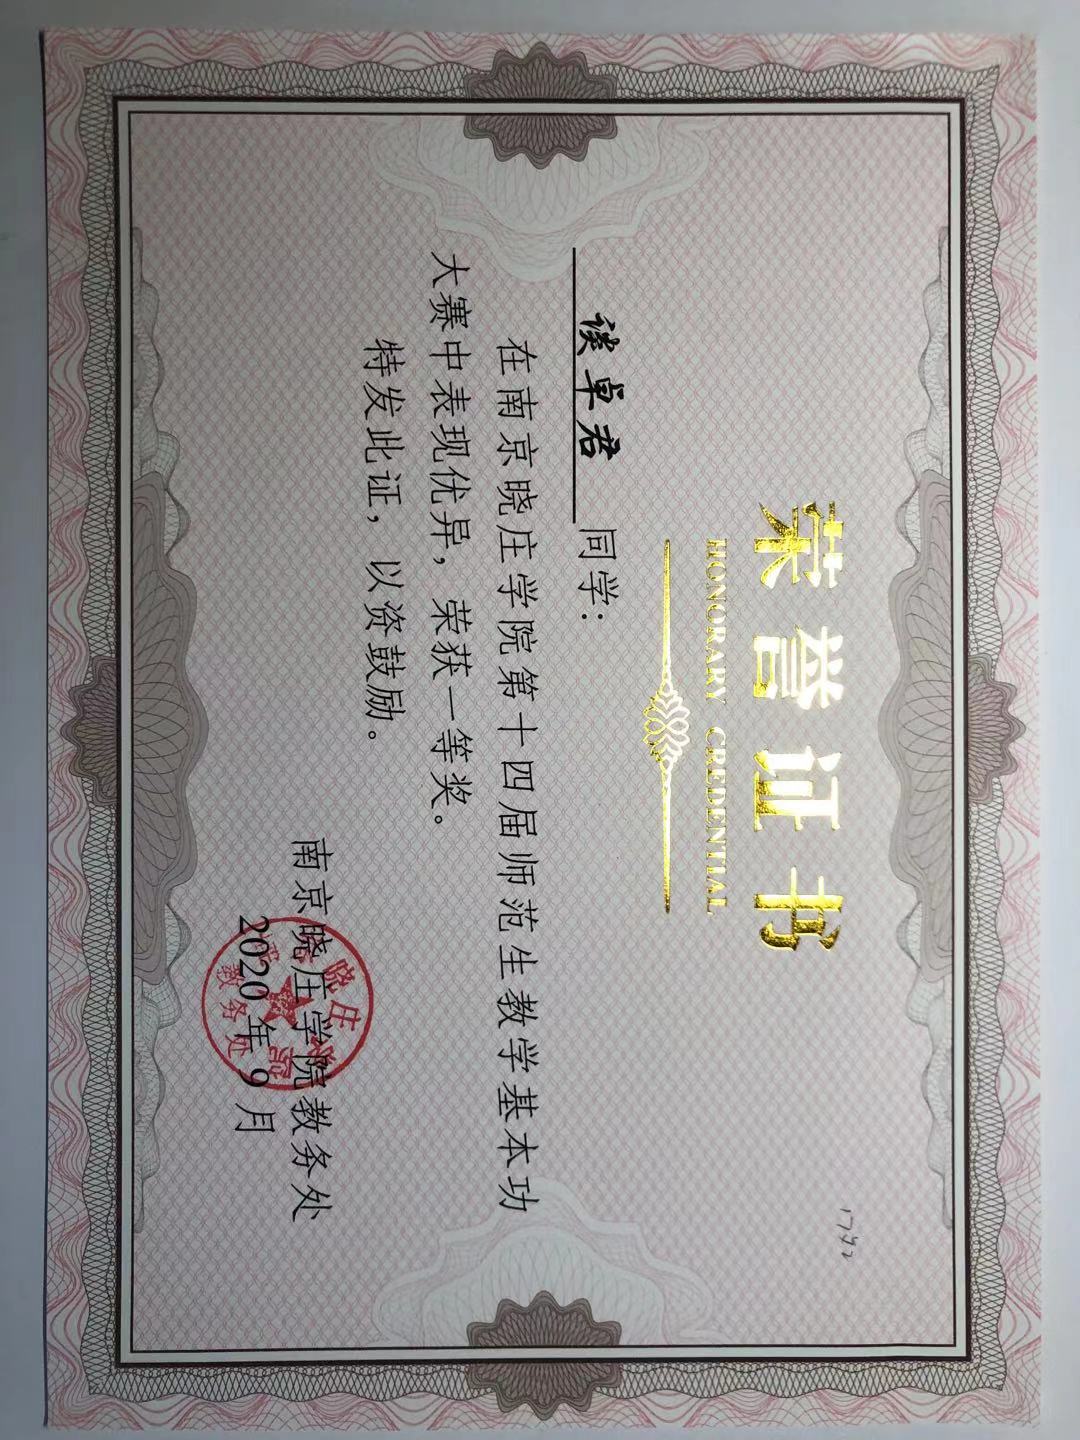 荣誉证书
HONORARY CREDENTIAL
谈卓君 同学：
在南京晓庄学院第十四届师范生教学基本功
大赛中表现优异，荣获一等奖。
特发此证，以资鼓励。
南京晓庄学院教务处
2020年9月
教务处